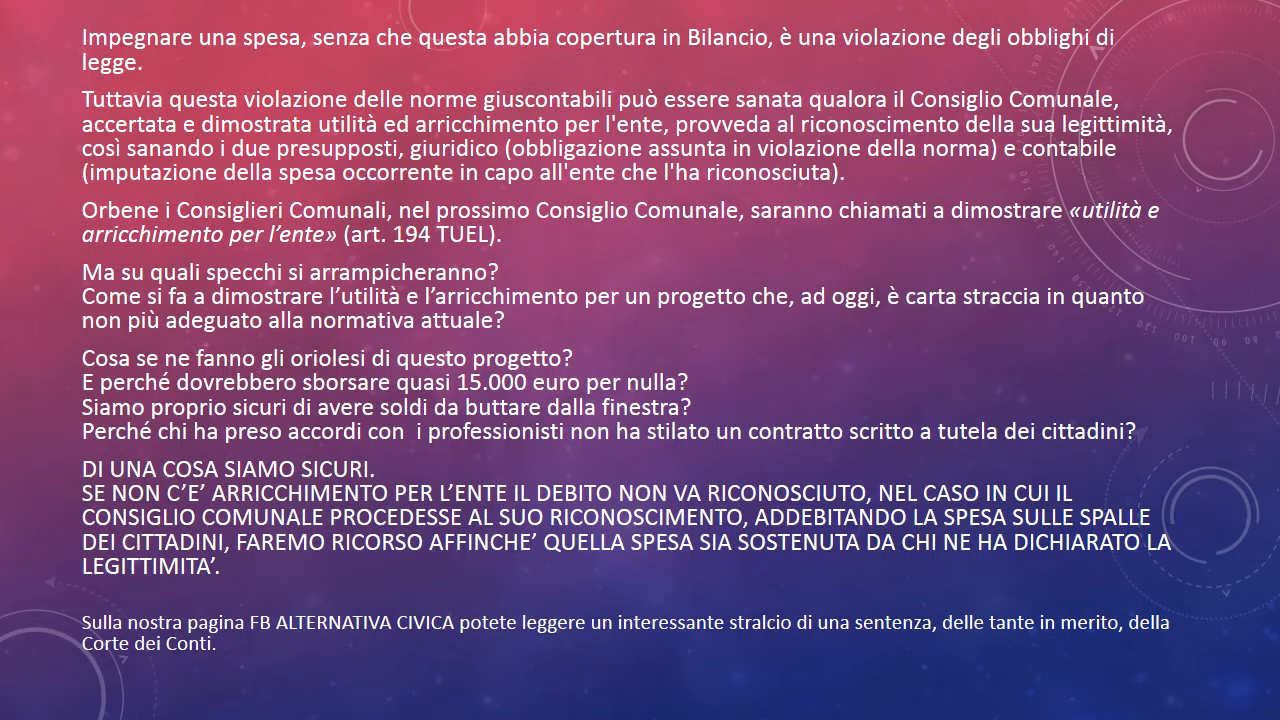 Impegnare una spesa, senza che questa abbia copertura in Bilancio, è una violazione degli obblighi di
legge.
Tuttavia questa violazione delle norme giuscontabili può essere sanata qualora il Consiglio Comunale,
accertata e dimostrata utilità ed arricchimento per l'ente, provveda al riconoscimento della sua legittimità,
così sanando i due presupposti, giuridico (obbligazione assunta in violazione della norma) e contabile
(imputazione della spesa occorrente in capo all'ente che l'ha riconosciuta).
Orbene i Consiglieri Comunali, nel prossimo Consiglio Comunale, saranno chiamati a dimostrare «utilità e
arricchimento per l’ente» (art. 194 TUEL).
Ma su quali specchi si arrampicheranno?
Come si fa a dimostrare l’utilità e l’arricchimento per un progetto che, ad oggi, è carta straccia in quanto
non più adeguato alla normativa attuale?
Cosa se ne fanno gli oriolesi di questo progetto?
E perché dovrebbero sborsare quasi 15.000 euro per nulla?
Siamo proprio sicuri di avere soldi da buttare dalla finestra?
Perché chi ha preso accordi con  i professionisti non ha stilato un contratto scritto a tutela dei cittadini?
DI UNA COSA SIAMO SICURI.
SE NON C’E’ ARRICCHIMENTO PER L’ENTE IL DEBITO NON VA RICONOSCIUTO, NEL CASO IN CUI IL
CONSIGLIO COMUNALE PROCEDESSE AL SUO RICONOSCIMENTO, ADDEBITANDO LA SPESA SULLE SPALLE
DEI CITTADINI, FAREMO RICORSO AFFINCHE’ QUELLA SPESA SIA SOSTENUTA DA CHI NE HA DICHIARATO LA
LEGITTIMITA’.
Sulla nostra pagina FB ALTERNATIVA CIVICA potete leggere un interessante stralcio di una sentenza, delle tante in merito, della
Corte dei Conti.